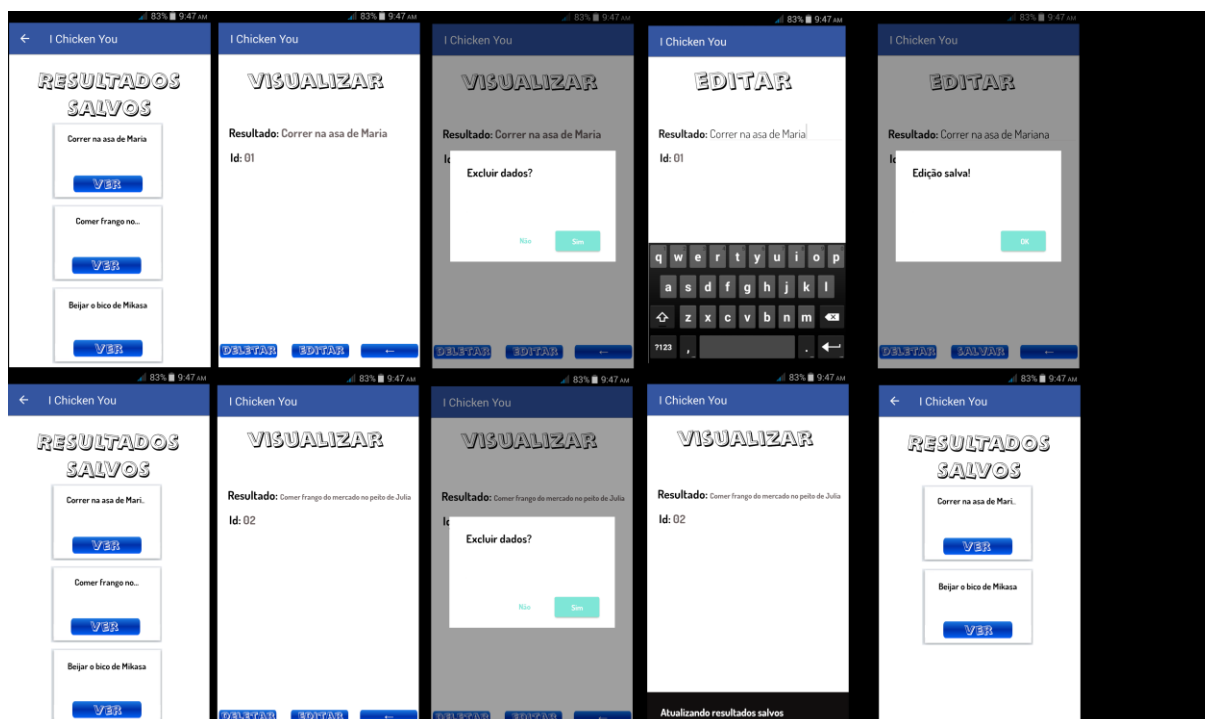 83% 9:47 AM
I Chicken You
RESULTADOS
SALVOS
Correr na asa de Maria
VER
Comer frango no...
VER
Beijar o bico de Mikasa
VER
83% 9:47 AM
I Chicken You
VISUALIZAR
Resultado: Correr na asa de Maria
Id: 01
DELETAR EDITAR ←
83% 9:47 AM
I Chicken You
VISUALIZAR
Resultado: Correr na asa de Maria
Id
Excluir dados?
Não Sim
DELETAR EDITAR ←
83% 9:47 AM
I Chicken You
EDITAR
Resultado: Correr na asa de Maria
Id: 01
q w e r t y u i o p
a s d f g h j k l
z x c v b n m
?123 , .
83% 9:47 AM
I Chicken You
EDITAR
Resultado: Correr na asa de Mariana
Id
Edição salva!
OK
DELETAR SALVAR ←
83% 9:47 AM
I Chicken You
RESULTADOS
SALVOS
Correr na asa de Mari..
VER
Comer frango no...
VER
Beijar o bico de Mikasa
VER
83% 9:47 AM
I Chicken You
VISUALIZAR
Resultado: Comer frango do mercado no peito de Julia
Id: 02
DELETAR EDITAR ←
83% 9:47 AM
I Chicken You
VISUALIZAR
Resultado: Comer frango do mercado no peito de Julia
Id
Excluir dados?
Não Sim
DELETAR EDITAR ←
83% 9:47 AM
I Chicken You
VISUALIZAR
Resultado: Comer frango do mercado no peito de Julia
Id: 02
Atualizando resultados salvos
83% 9:47 AM
I Chicken You
RESULTADOS
SALVOS
Correr na asa de Mari..
VER
Beijar o bico de Mikasa
VER